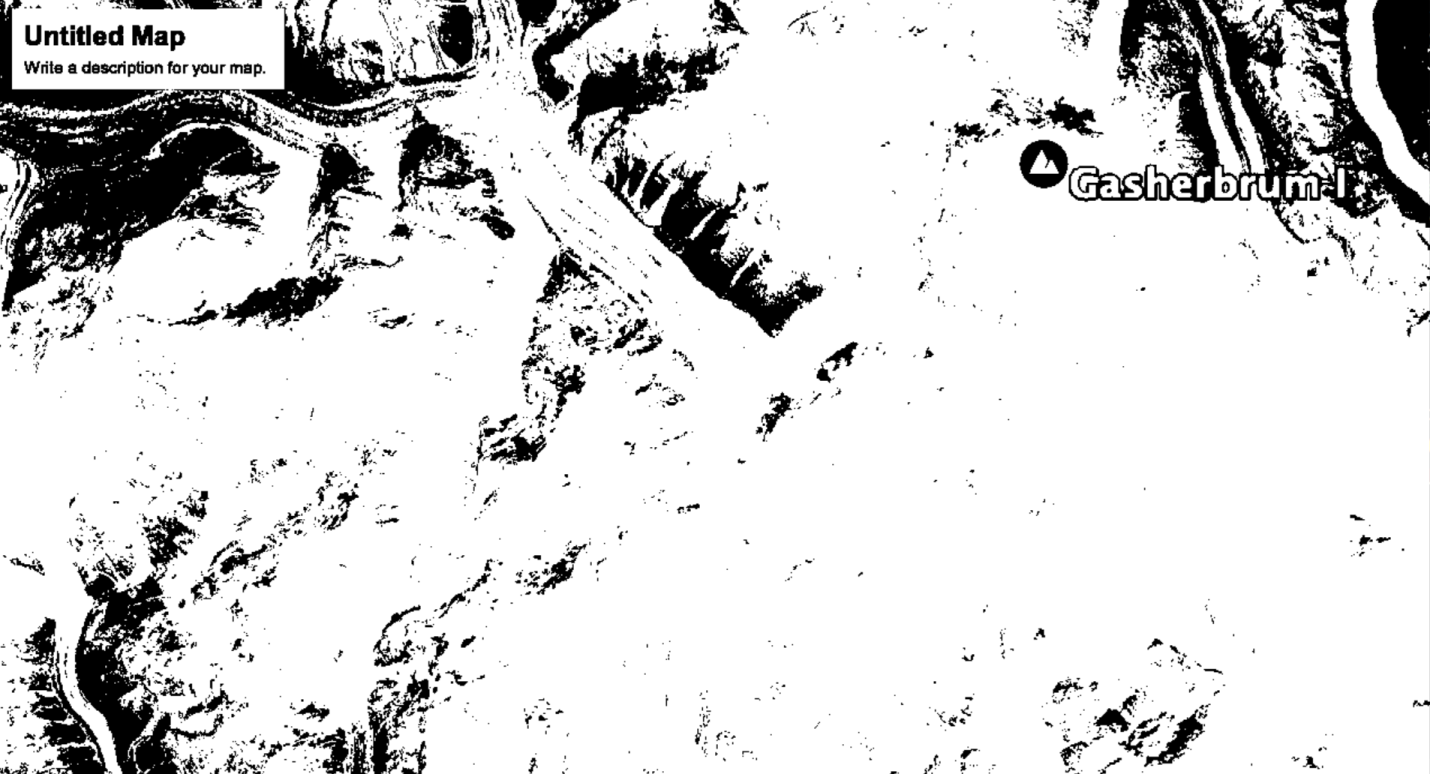 Untitled Map
Write a description for your map.
Gasherbrum I